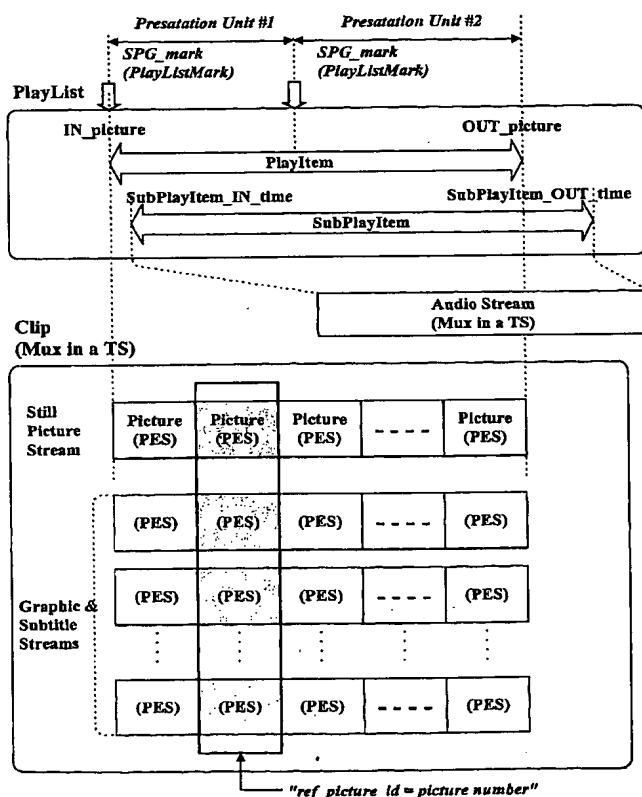 Presatation Unit #1 Presatation Unit #2
SPG_mark SPG_mark
(PlayListMark) (PlayListMark)
PlayList
IN_picture OUT_picture
PlayItem
SubPlayItem_IN_time SubPlayItem_OUT_time
SubPlayItem
Audio Stream
(Mux in a TS)
Clip
(Mux in a TS)
Still
Picture
Stream
Picture Picture Picture Picture
(PES) (PES) (PES) (PES)
(PES) (PES) (PES) (PES)
Graphic &
Subtitle
Streams
(PES) (PES) (PES) (PES)
(PES) (PES) (PES) (PES)
"ref_picture_id = picture number"